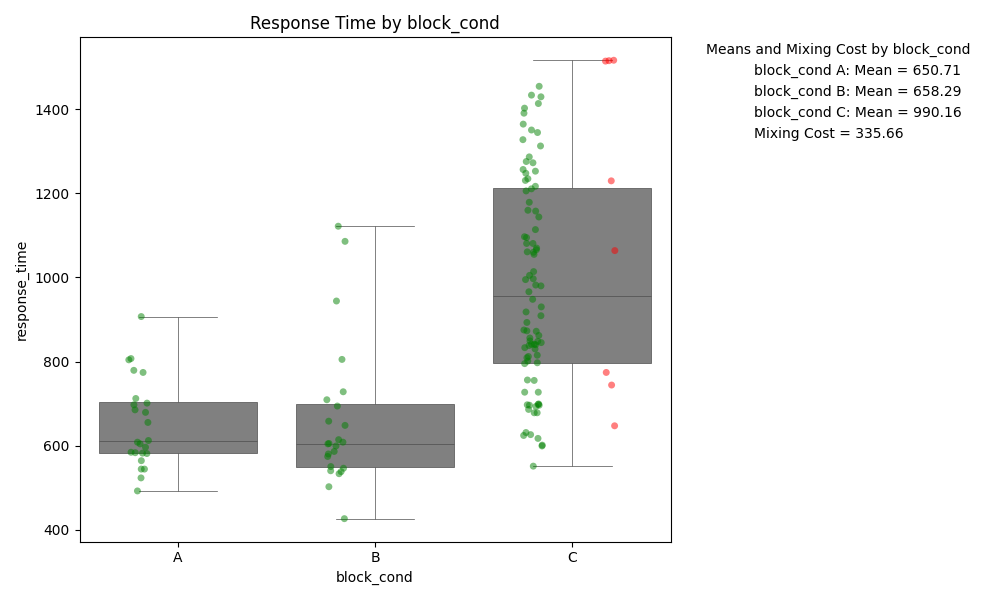 Response Time by block_cond
Means and Mixing Cost by block_cond
block_cond A: Mean = 650.71
block_cond B: Mean = 658.29
block_cond C: Mean = 990.16
Mixing Cost = 335.66
response_time
1400
1200
1000
800
600
400
A
B
C
block_cond